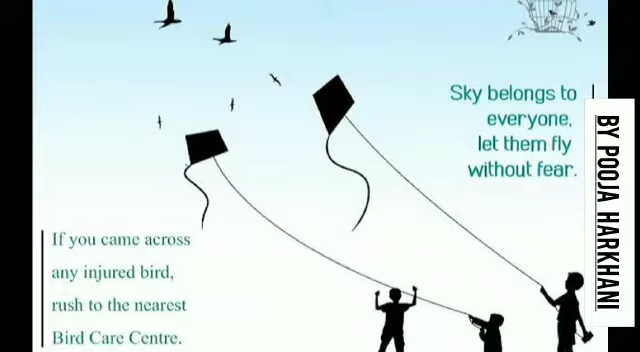 Sky belongs to
everyone,
let them fly
without fear.
BY POOJA HARKHANI
If you came across
any injured bird,
rush to the nearest
Bird Care Centre.